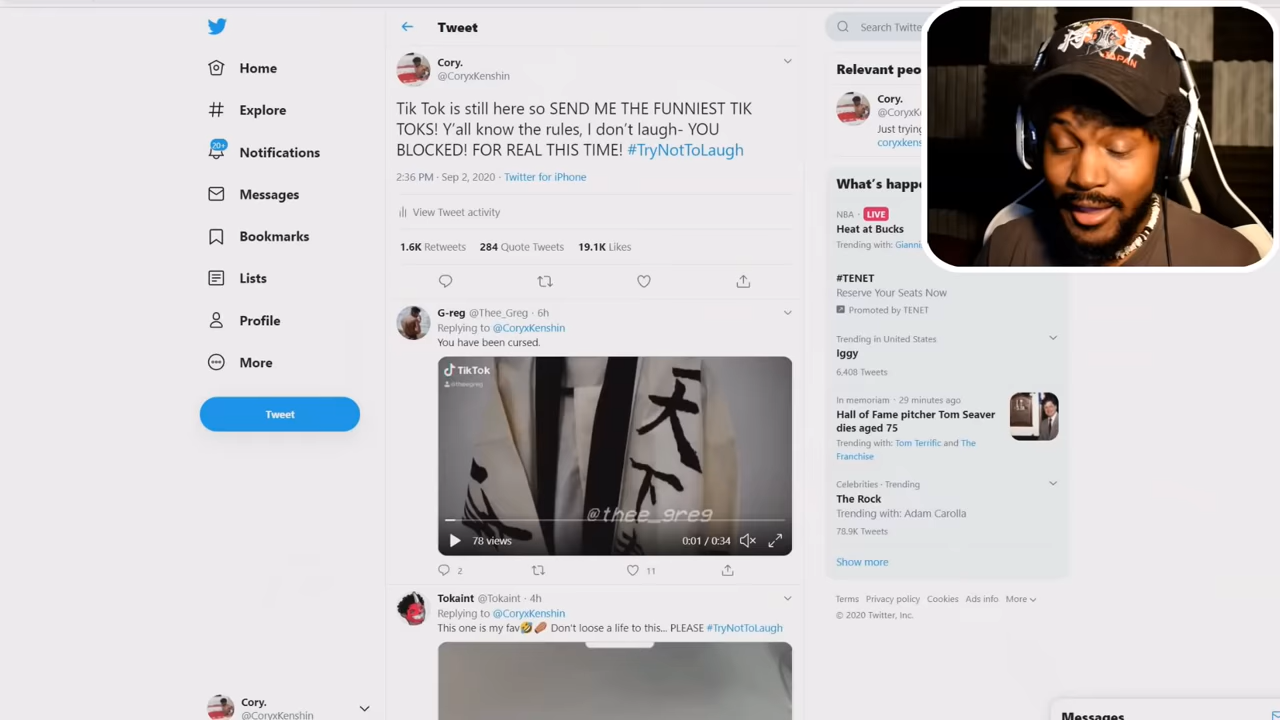 Tweet
Search Twitte
Home
Explore
20+
Notifications
Messages
Bookmarks
Lists
Profile
More
Tweet
Cory.
@CoryxKenshin
Cory.
@CoryxKenshin
Tik Tok is still here so SEND ME THE FUNNIEST TIK
TOKS! Y'all know the rules, I don't laugh- YOU
BLOCKED! FOR REAL THIS TIME! #TryNotToLaugh
2:36 PM · Sep 2, 2020 · Twitter for iPhone
View Tweet activity
1.6K Retweets 284 Quote Tweets 19.1K Likes
G-reg @Thee_Greg · 6h
Replying to @CoryxKenshin
You have been cursed.
TikTok
@theegreg
天下
@thee_greg
78 views
0:01 / 0:34
2
11
Tokaint @Tokaint · 4h
Replying to @CoryxKenshin
This one is my fav🤣🥔 Don't loose a life to this... PLEASE #TryNotToLaugh
Relevant peo
Cory.
@CoryxK
Just trying
coryxkens
What's happe
NBA · LIVE
Heat at Bucks
Trending with: Gianni
#TENET
Reserve Your Seats Now
Promoted by TENET
Trending in United States
Iggy
6,408 Tweets
In memoriam · 29 minutes ago
Hall of Fame pitcher Tom Seaver
dies aged 75
Trending with: Tom Terrific and The
Franchise
Celebrities · Trending
The Rock
Trending with: Adam Carolla
78.9K Tweets
Show more
Terms Privacy policy Cookies Ads info More
© 2020 Twitter, Inc.
Messages
JAPAN